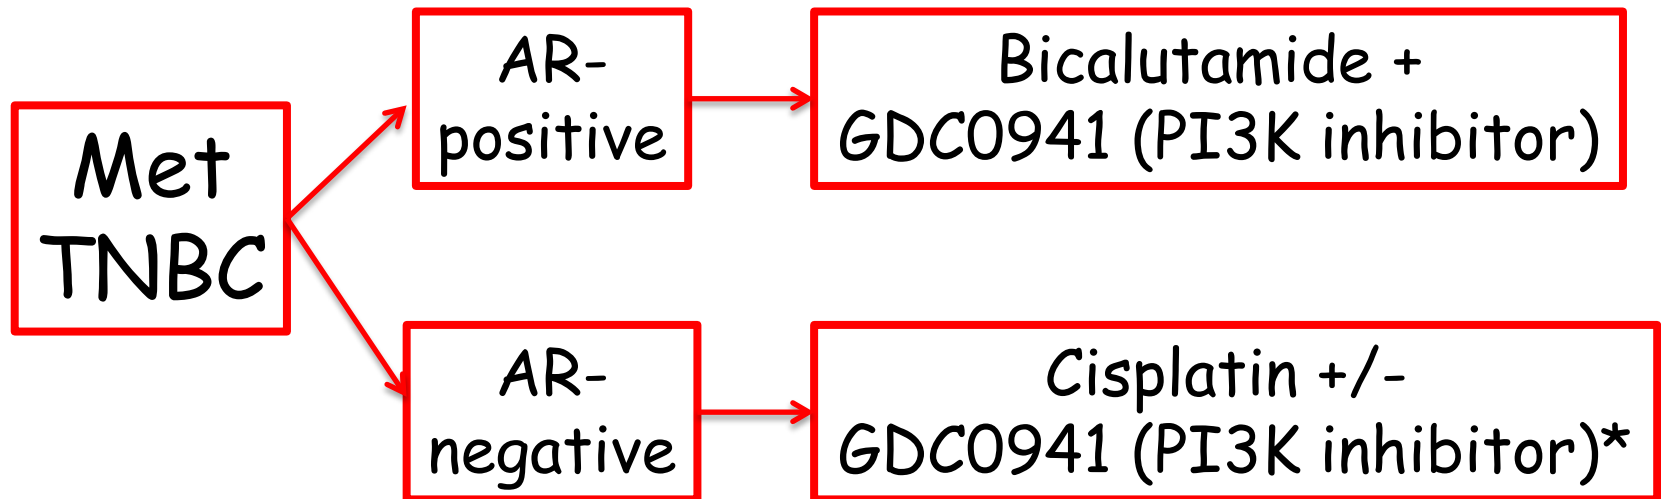 Met
TNBC
AR-
positive
Bicalutamide +
GDC0941 (PI3K inhibitor)
AR-
negative
Cisplatin +/-
GDC0941 (PI3K inhibitor)*